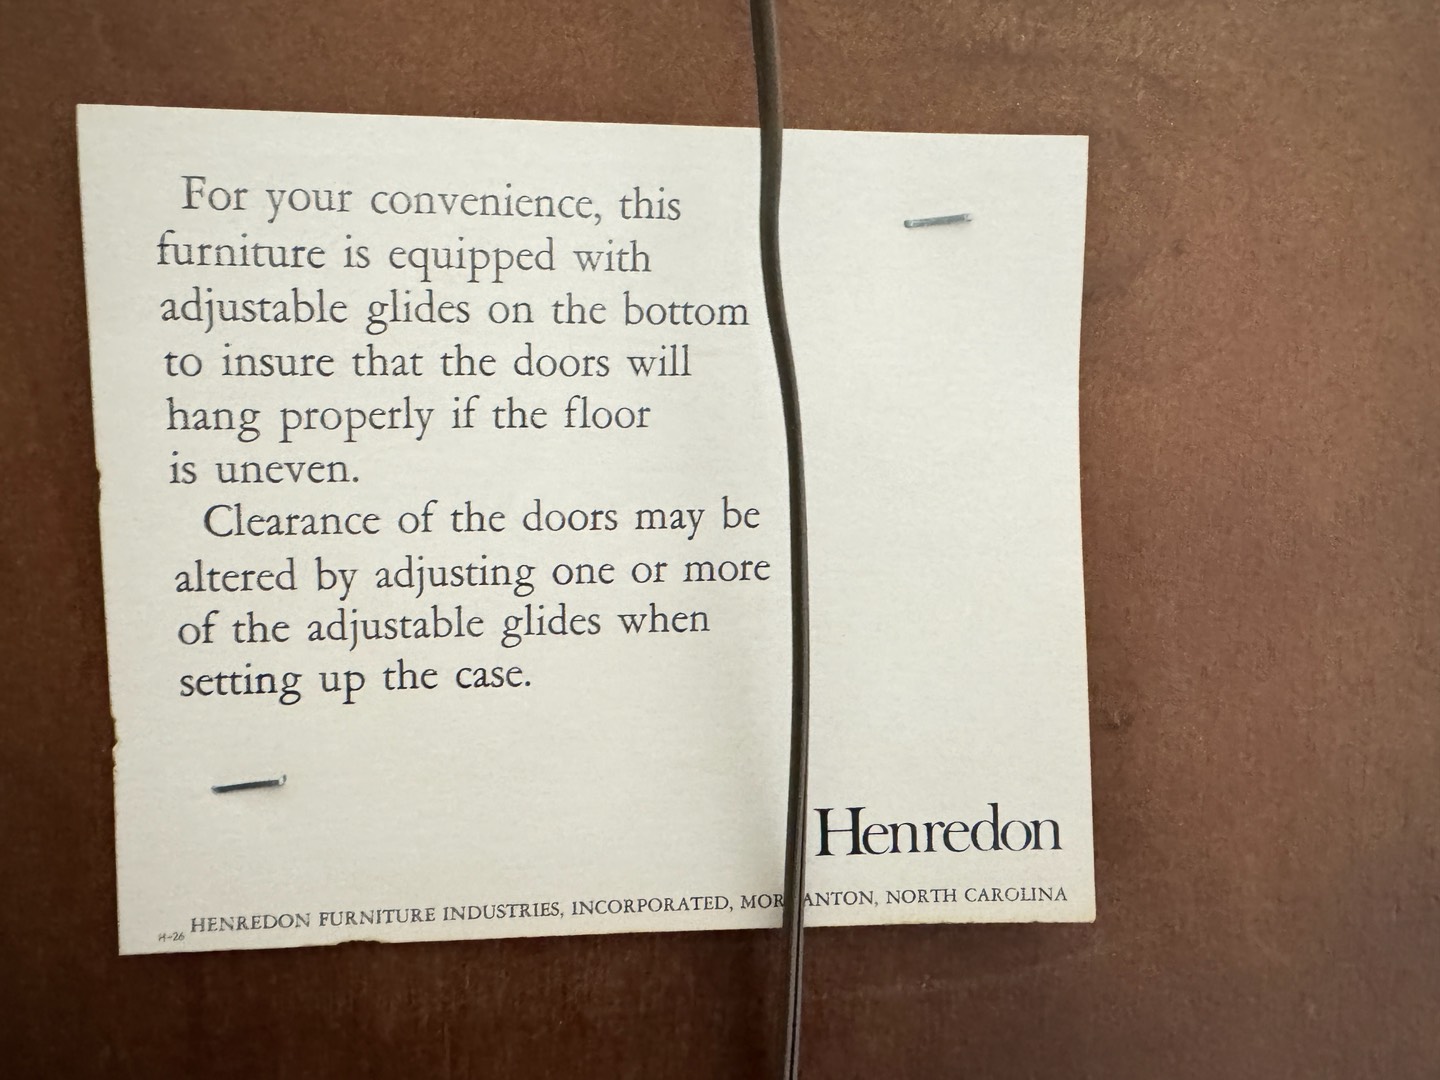 For your convenience, this
furniture is equipped with
adjustable glides on the bottom
to insure that the doors will
hang properly if the floor
is uneven.
Clearance of the doors may be
altered by adjusting one or more
of the adjustable glides when
setting up the case.
Henredon
HENREDON FURNITURE INDUSTRIES, INCORPORATED, MOR ANTON, NORTH CAROLINA
H-26